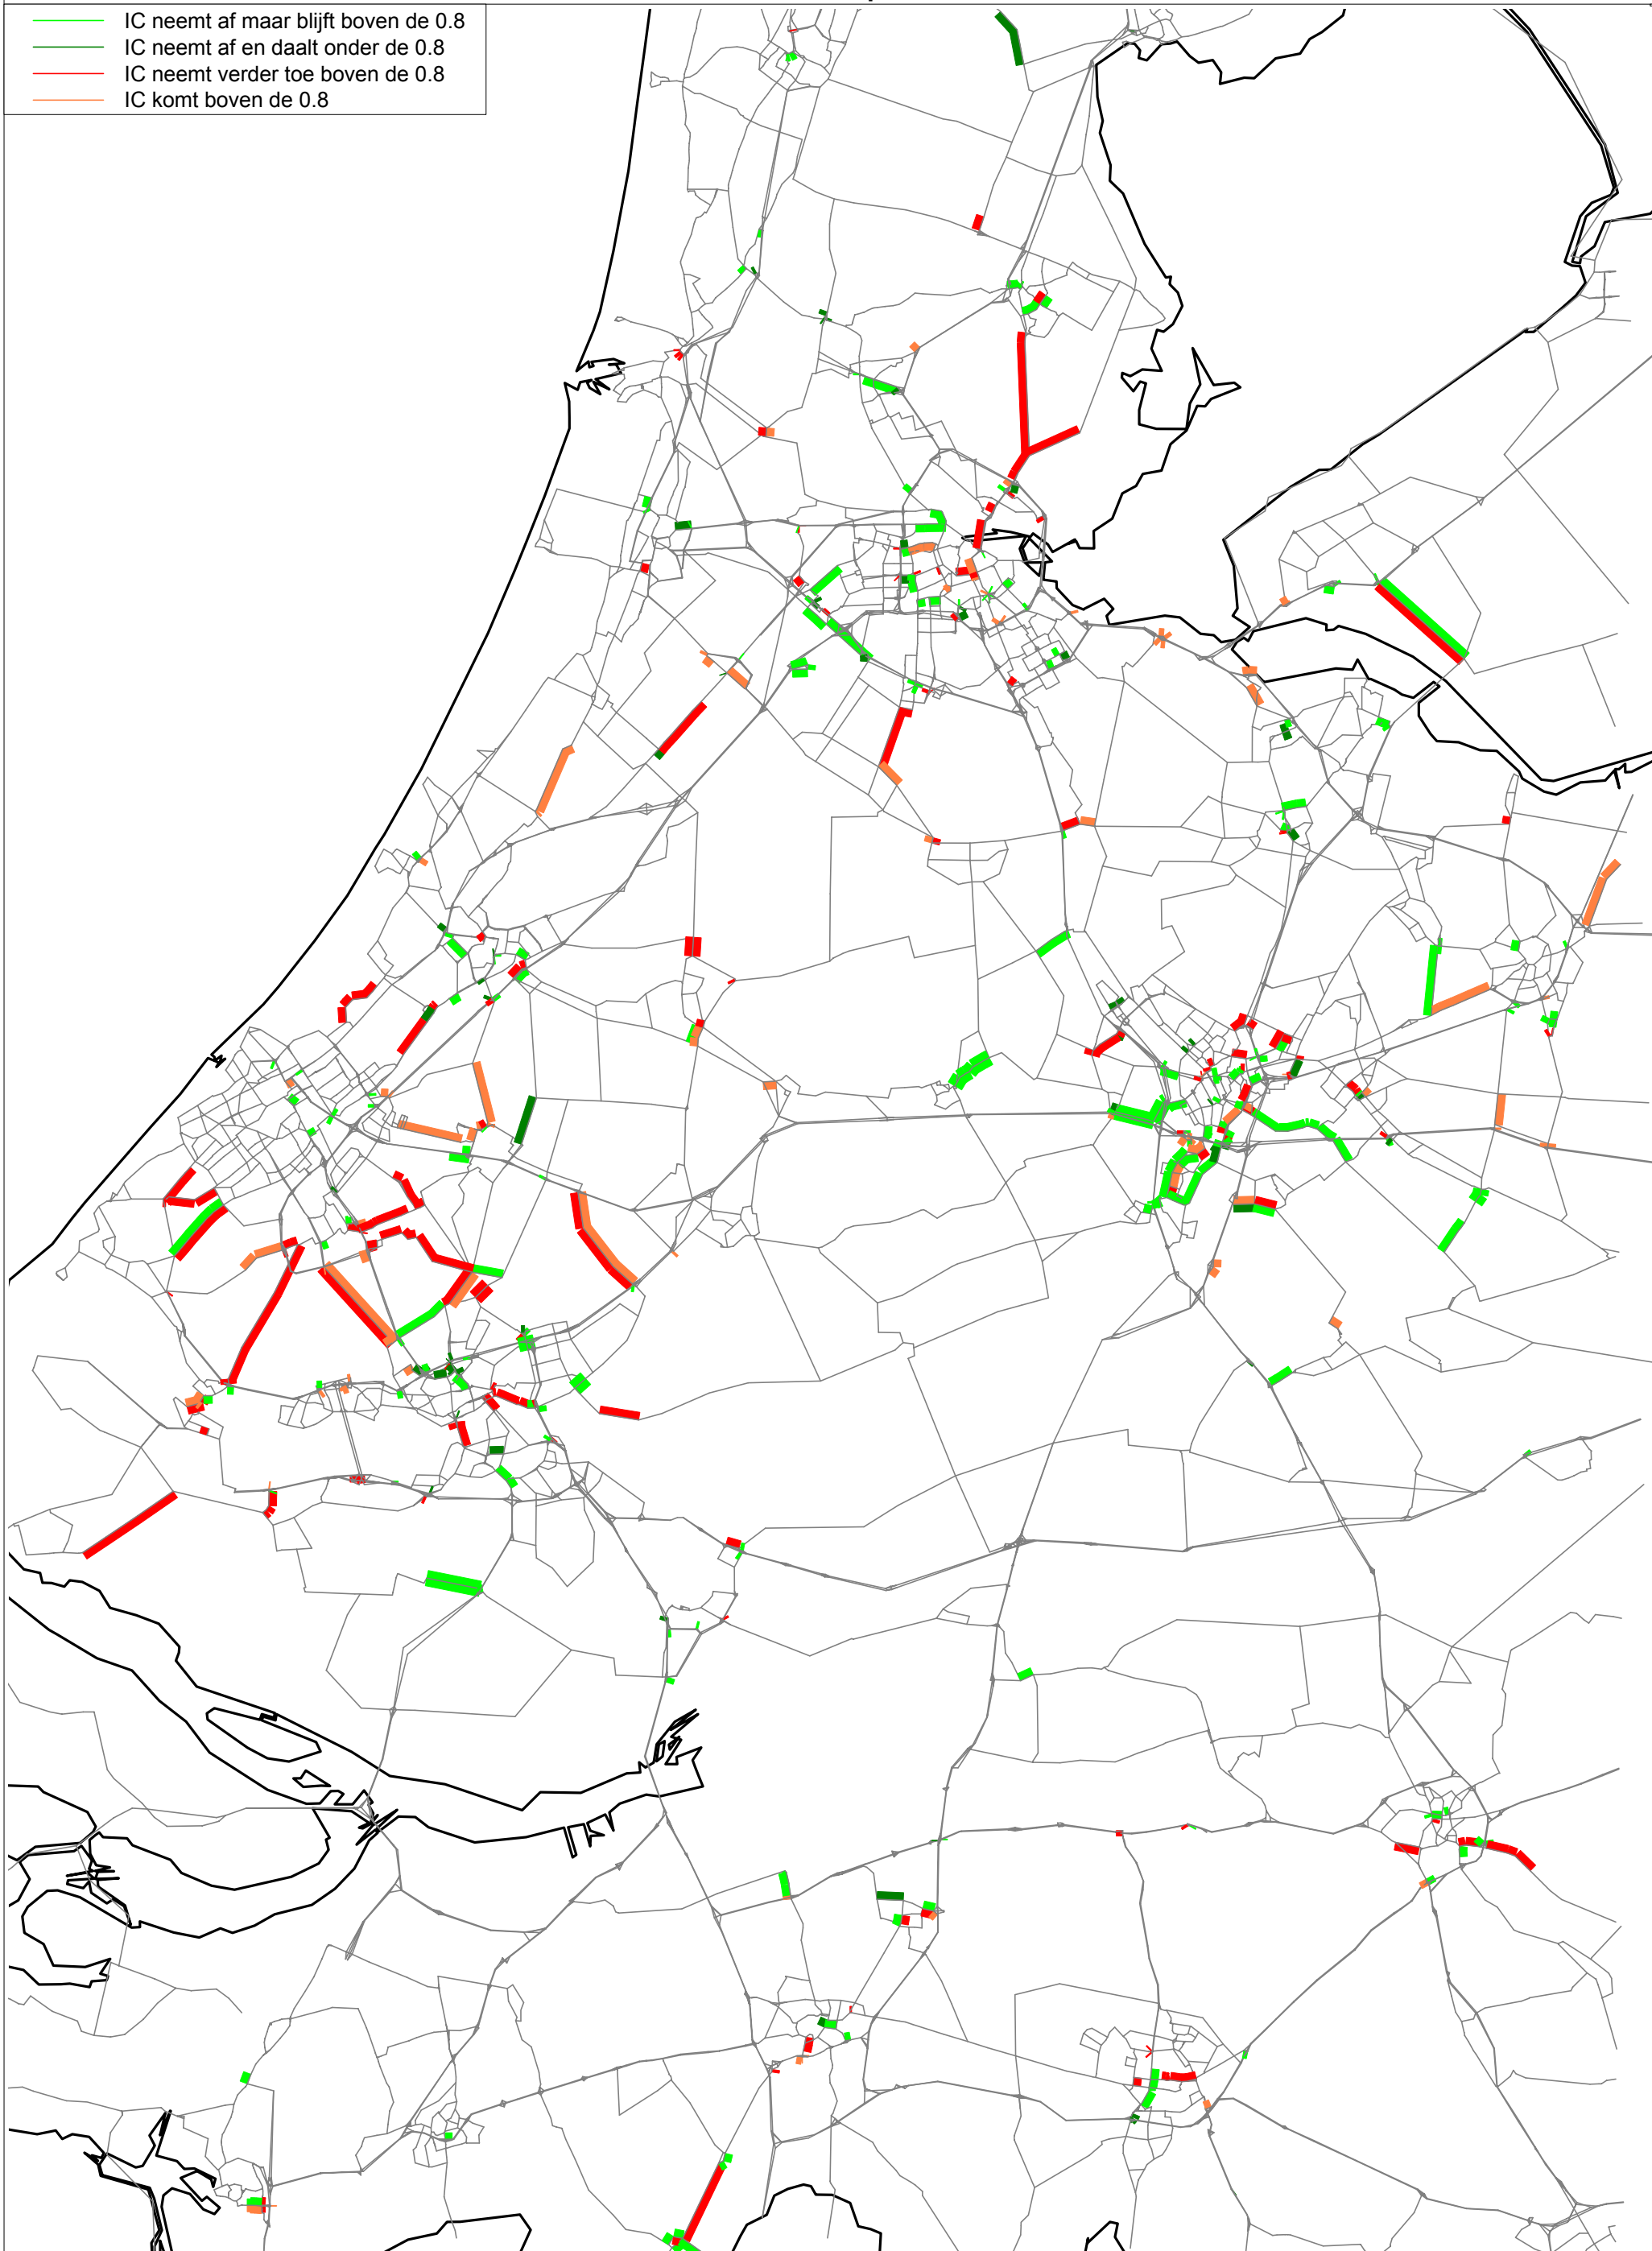 IC neemt af maar blijft boven de 0.8
IC neemt af en daalt onder de 0.8
IC neemt verder toe boven de 0.8
IC komt boven de 0.8